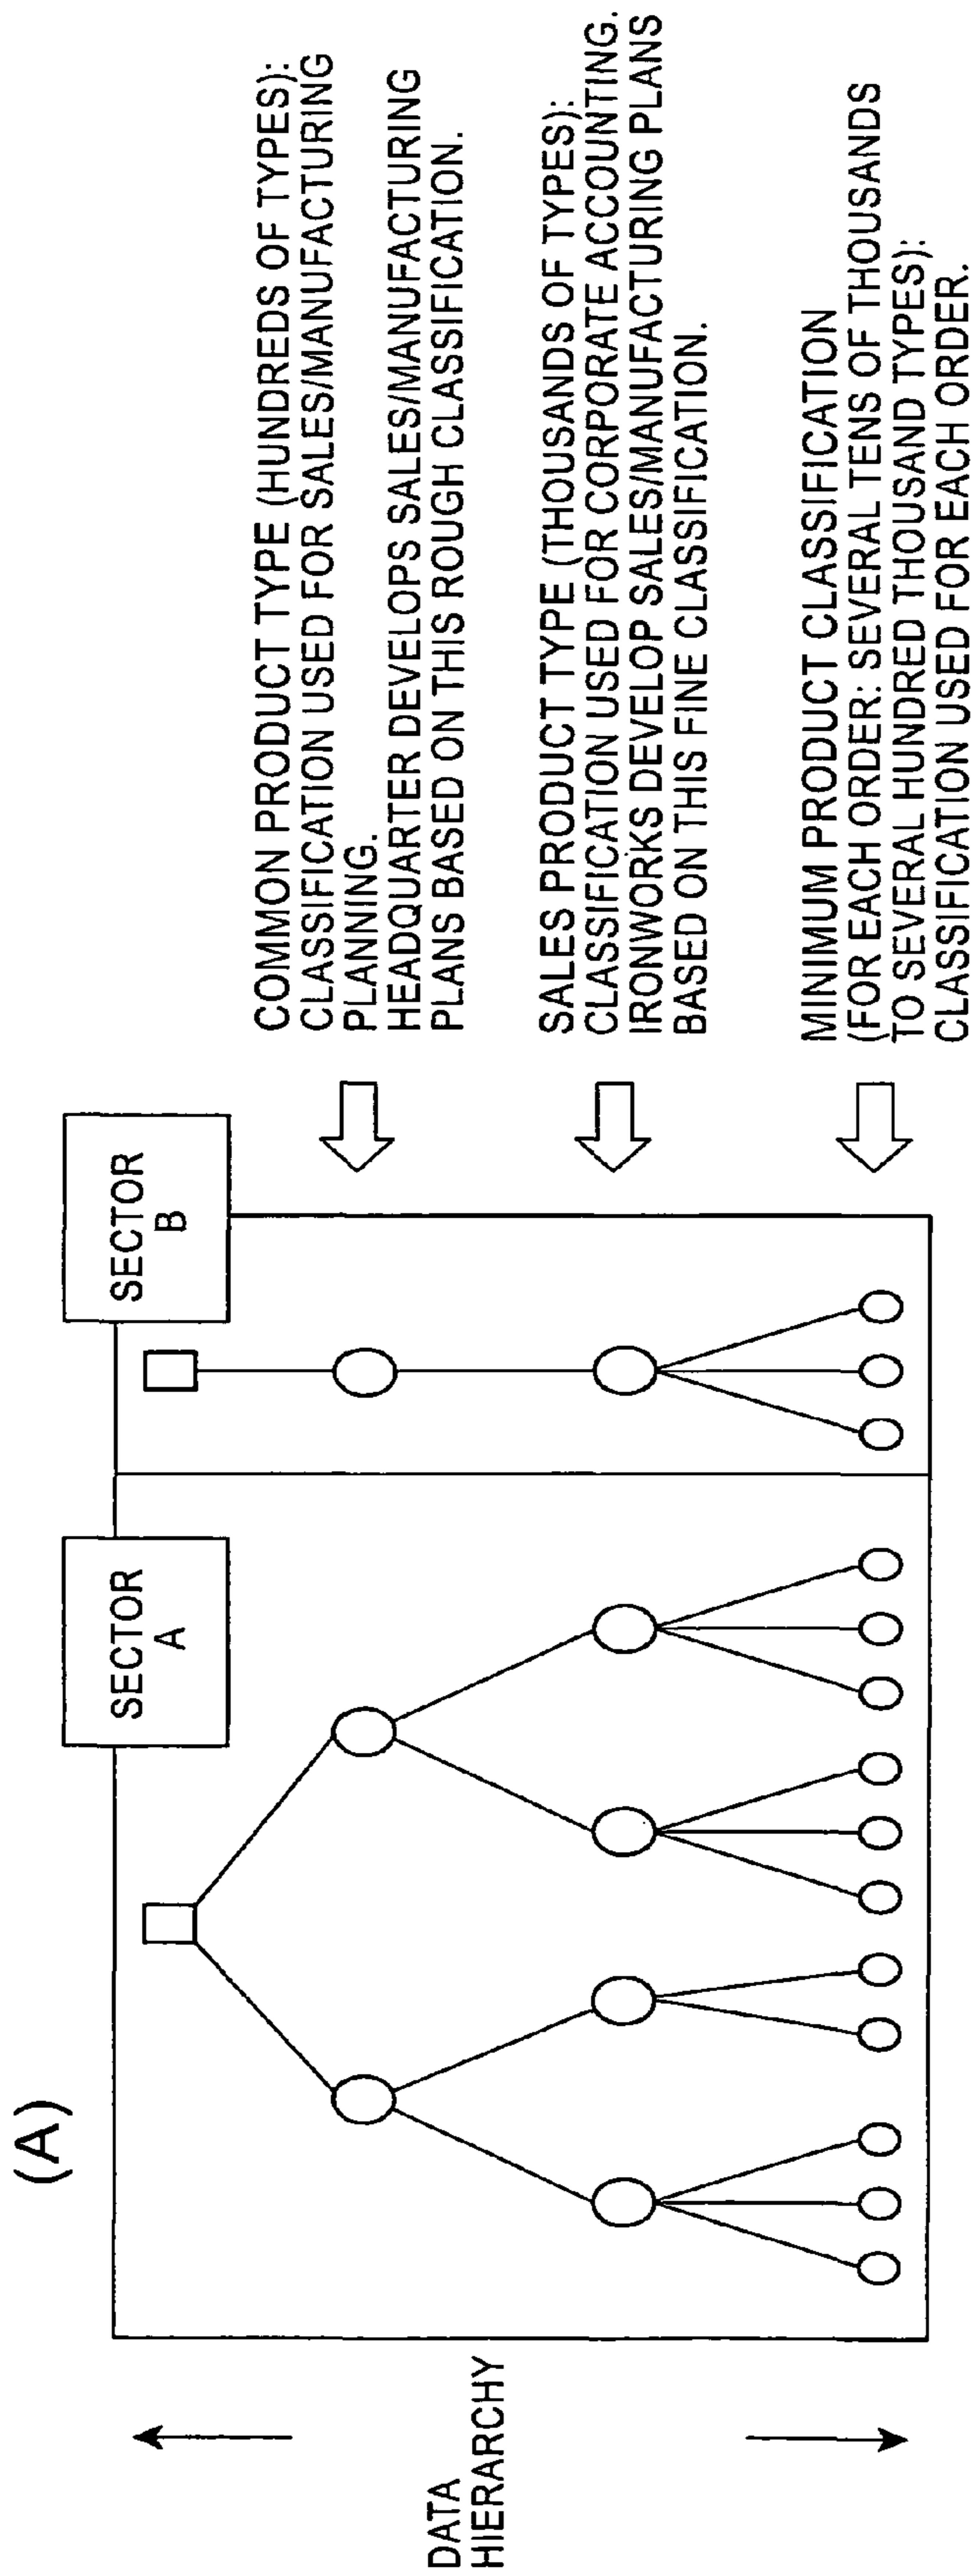 (A)
SECTOR
A
SECTOR
B
DATA
HIERARCHY
COMMON PRODUCT TYPE (HUNDREDS OF TYPES):
CLASSIFICATION USED FOR SALES/MANUFACTURING
PLANNING.
HEADQUARTER DEVELOPS SALES/MANUFACTURING
PLANS BASED ON THIS ROUGH CLASSIFICATION.
SALES PRODUCT TYPE (THOUSANDS OF TYPES):
CLASSIFICATION USED FOR CORPORATE ACCOUNTING.
IRONWORKS DEVELOP SALES/MANUFACTURING PLANS
BASED ON THIS FINE CLASSIFICATION.
MINIMUM PRODUCT CLASSIFICATION
(FOR EACH ORDER: SEVERAL TENS OF THOUSANDS
TO SEVERAL HUNDRED THOUSAND TYPES):
CLASSIFICATION USED FOR EACH ORDER.